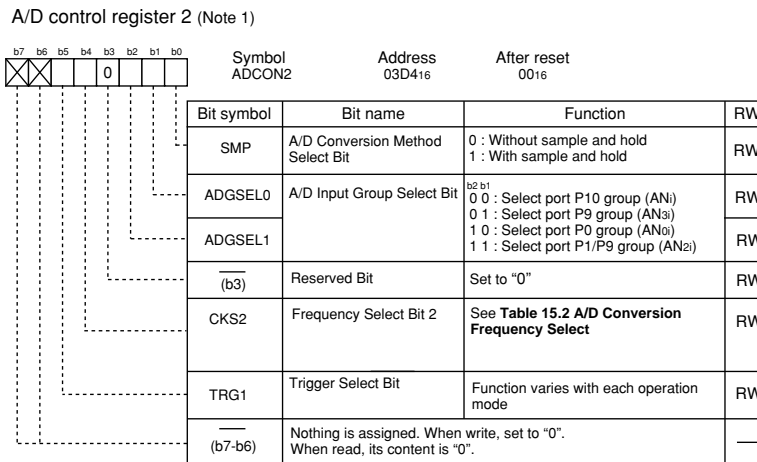 A/D control register 2 (Note 1)
b7 b6 b5 b4 b3 b2 b1 b0
0
Symbol Address After reset
ADCON2 03D416 0016
Bit symbol Bit name Function RW
SMP A/D Conversion Method Select Bit 0 : Without sample and hold
1 : With sample and hold RW
ADGSEL0 A/D Input Group Select Bit b2 b1
0 0 : Select port P10 group (ANi) RW
0 1 : Select port P9 group (AN3i)
ADGSEL1 1 0 : Select port P0 group (AN0i)
1 1 : Select port P1/P9 group (AN2i) RW
(b3) Reserved Bit Set to “0” RW
CKS2 Frequency Select Bit 2 See Table 15.2 A/D Conversion
Frequency Select RW
TRG1 Trigger Select Bit Function varies with each operation
mode RW
(b7-b6) Nothing is assigned. When write, set to “0”.
When read, its content is “0”. —